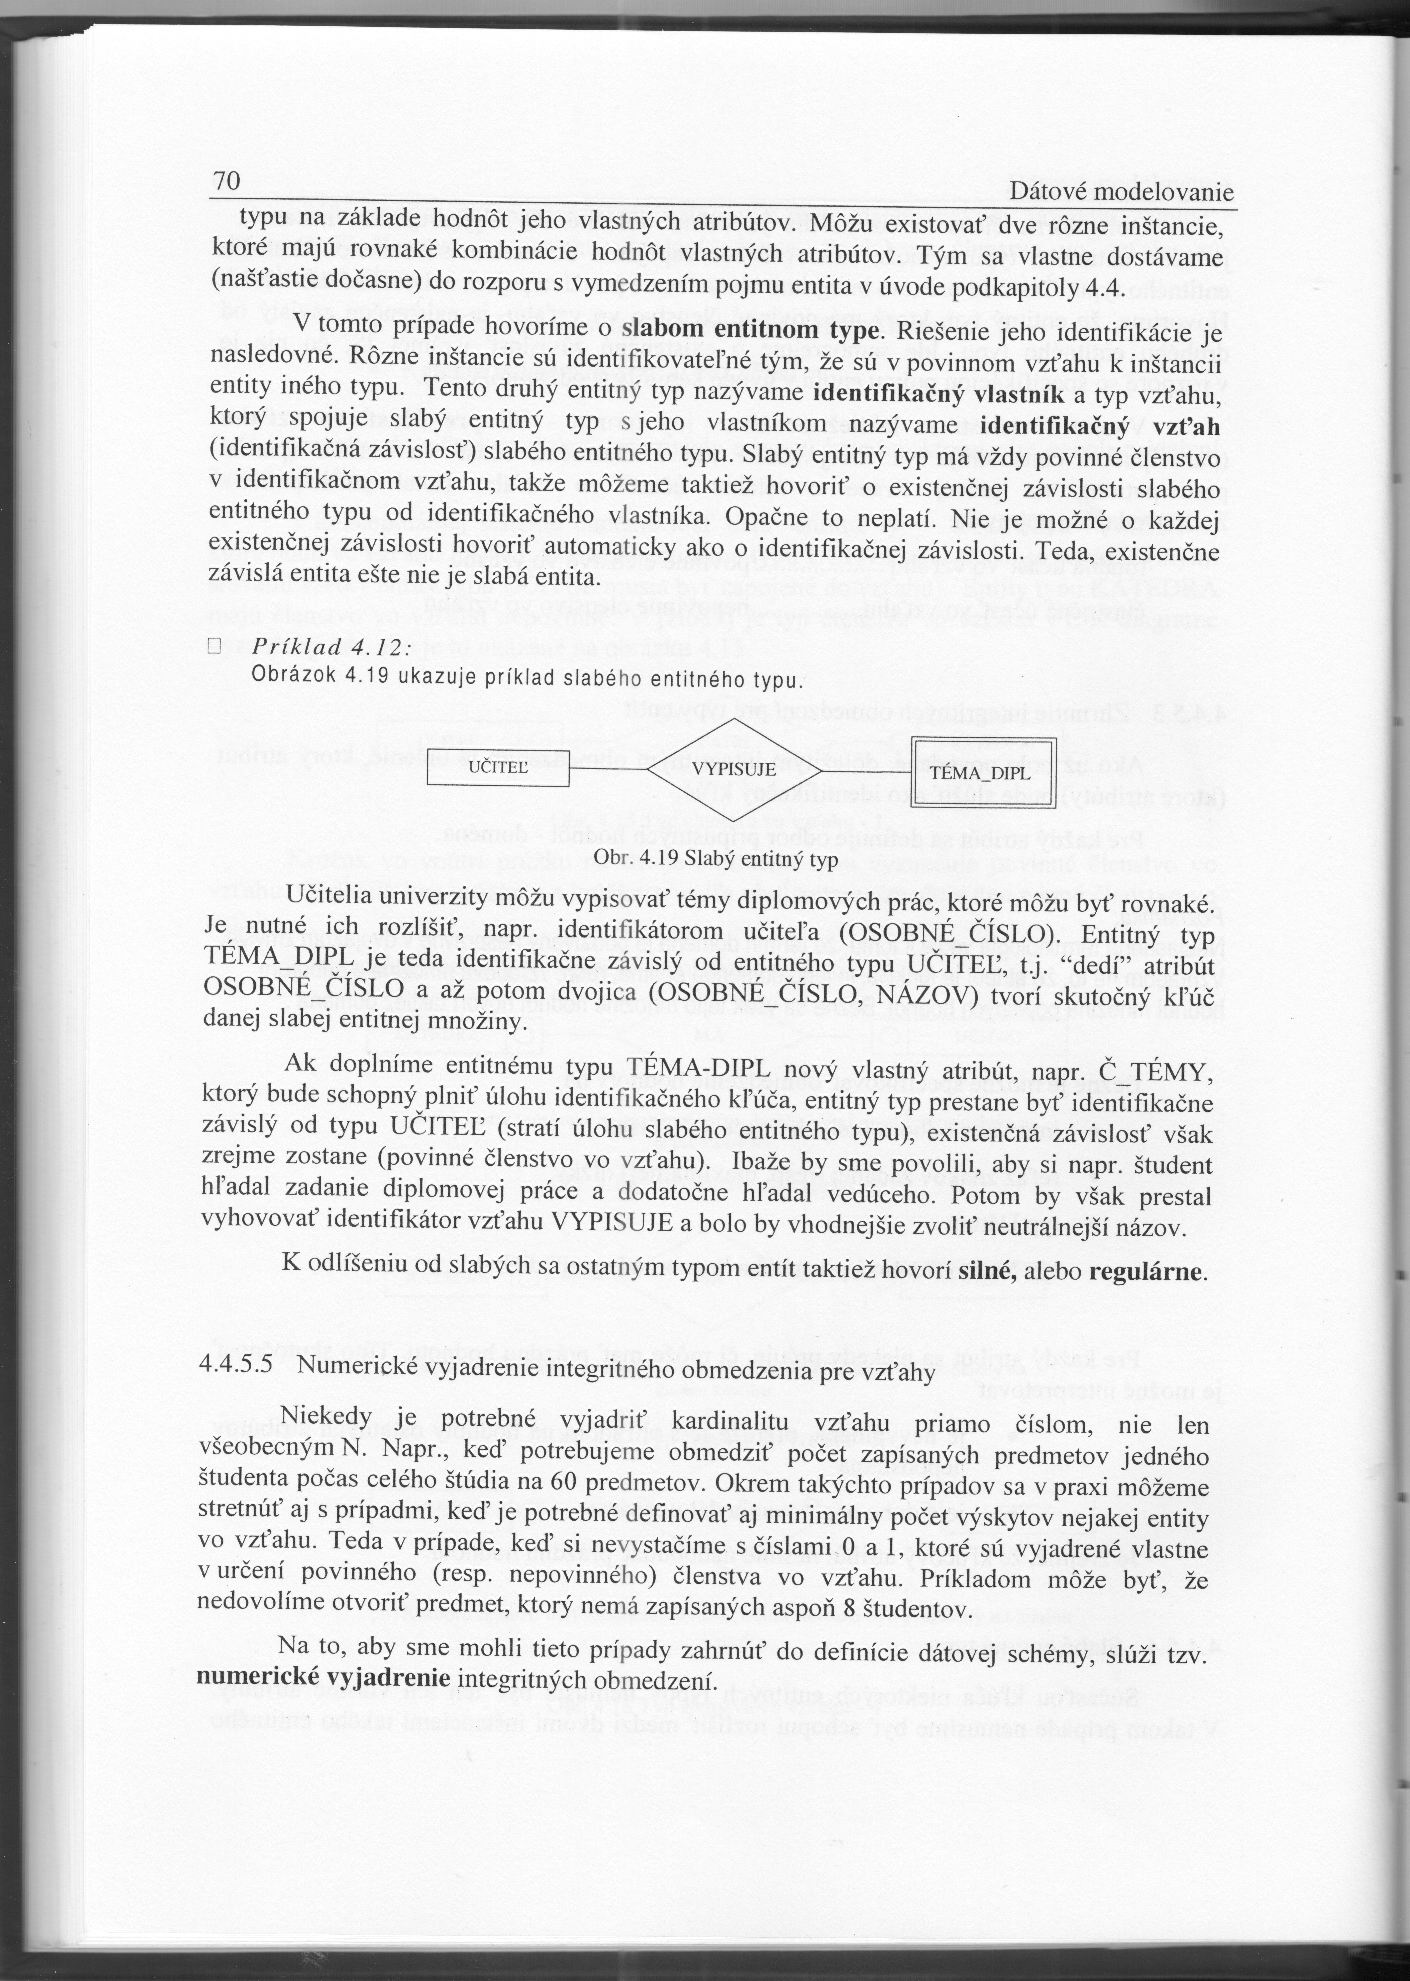 70
Dátové modelovanie
typu na základe hodnôt jeho vlastných atribútov. Môžu existovať dve rôzne inštancie,
ktoré majú rovnaké kombinácie hodnôt vlastných atribútov. Tým sa vlastne dostávame
(našťastie dočasne) do rozporu s vymedzením pojmu entita v úvode podkapitoly 4.4.
V tomto prípade hovoríme o slabom entitnom type. Riešenie jeho identifikácie je
nasledovné. Rôzne inštancie sú identifikovateľné tým, že sú v povinnom vzťahu k inštancii
entity iného typu. Tento druhý entitný typ nazývame identifikačný vlastník a typ vzťahu,
ktorý spojuje slabý entitný typ s jeho vlastníkom nazývame identifikačný vzťah
(identifikačná závislosť) slabého entitného typu. Slabý entitný typ má vždy povinné členstvo
v identifikačnom vzťahu, takže môžeme taktiež hovoriť o existenčnej závislosti slabého
entitného typu od identifikačného vlastníka. Opačne to neplatí. Nie je možné o každej
existenčnej závislosti hovoriť automaticky ako o identifikačnej závislosti. Teda, existenčne
závislá entita ešte nie je slabá entita.
□ Príklad 4.12:
Obrázok 4.19 ukazuje príklad slabého entitného typu.
UČITEĽ VYPISUJE TÉMA_DIPL
Obr. 4.19 Slabý entitný typ
Učitelia univerzity môžu vypisovať témy diplomových prác, ktoré môžu byť rovnaké.
Je nutné ich rozlíšiť, napr. identifikátorom učiteľa (OSOBNÉ_ČÍSLO). Entitný typ
TÉMA_DIPL je teda identifikačne závislý od entitného typu UČITEĽ, t.j. “dedí” atribút
OSOBNÉ_ČÍSLO a až potom dvojica (OSOBNÉ_ČÍSLO, NÁZOV) tvorí skutočný kľúč
danej slabej entitnej množiny.
Ak doplníme entitnému typu TÉMA-DIPL nový vlastný atribút, napr. Č_TÉMY,
ktorý bude schopný plniť úlohu identifikačného kľúča, entitný typ prestane byť identifikačne
závislý od typu UČITEĽ (stratí úlohu slabého entitného typu), existenčná závislosť však
zrejme zostane (povinné členstvo vo vzťahu). Ibaže by sme povolili, aby si napr. študent
hľadal zadanie diplomovej práce a dodatočne hľadal vedúceho. Potom by však prestal
vyhovovať identifikátor vzťahu VYPISUJE a bolo by vhodnejšie zvoliť neutrálnejší názov.
K odlíšeniu od slabých sa ostatným typom entít taktiež hovorí silné, alebo regulárne.
4.4.5.5 Numerické vyjadrenie integritného obmedzenia pre vzťahy
Niekedy je potrebné vyjadriť kardinalitu vzťahu priamo číslom, nie len
všeobecným N. Napr., keď potrebujeme obmedziť počet zapísaných predmetov jedného
študenta počas celého štúdia na 60 predmetov. Okrem takýchto prípadov sa v praxi môžeme
stretnúť aj s prípadmi, keď je potrebné definovať aj minimálny počet výskytov nejakej entity
vo vzťahu. Teda v prípade, keď si nevystačíme s číslami 0 a 1, ktoré sú vyjadrené vlastne
v určení povinného (resp. nepovinného) členstva vo vzťahu. Príkladom môže byť, že
nedovolíme otvoriť predmet, ktorý nemá zapísaných aspoň 8 študentov.
Na to, aby sme mohli tieto prípady zahrnúť do definície dátovej schémy, slúži tzv.
numerické vyjadrenie integritných obmedzení.